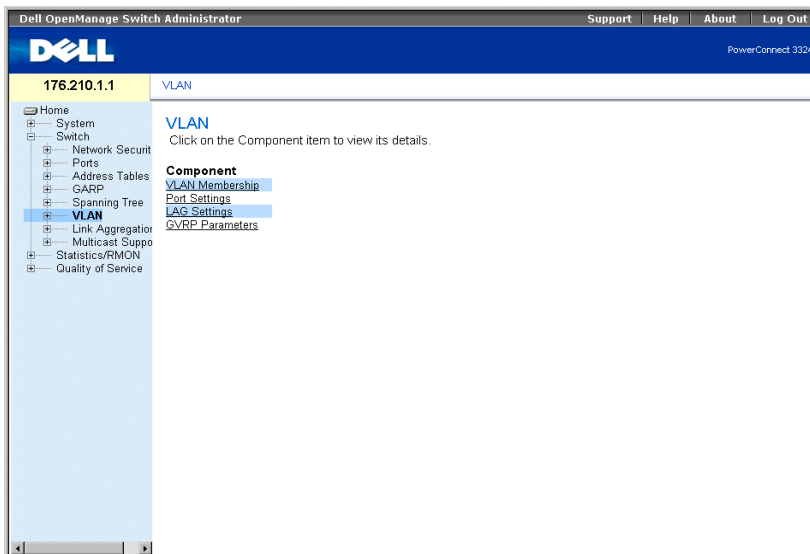 Dell OpenManage Switch Administrator Support Help About Log Out
DELL
PowerConnect 3324
176.210.1.1 VLAN
Home
System
Switch
Network Securit
Ports
Address Tables
GARP
Spanning Tree
VLAN
Link Aggregation
Multicast Suppo
Statistics/RMON
Quality of Service
VLAN
Click on the Component item to view its details.
Component
VLAN Membership
Port Settings
LAG Settings
GVRP Parameters